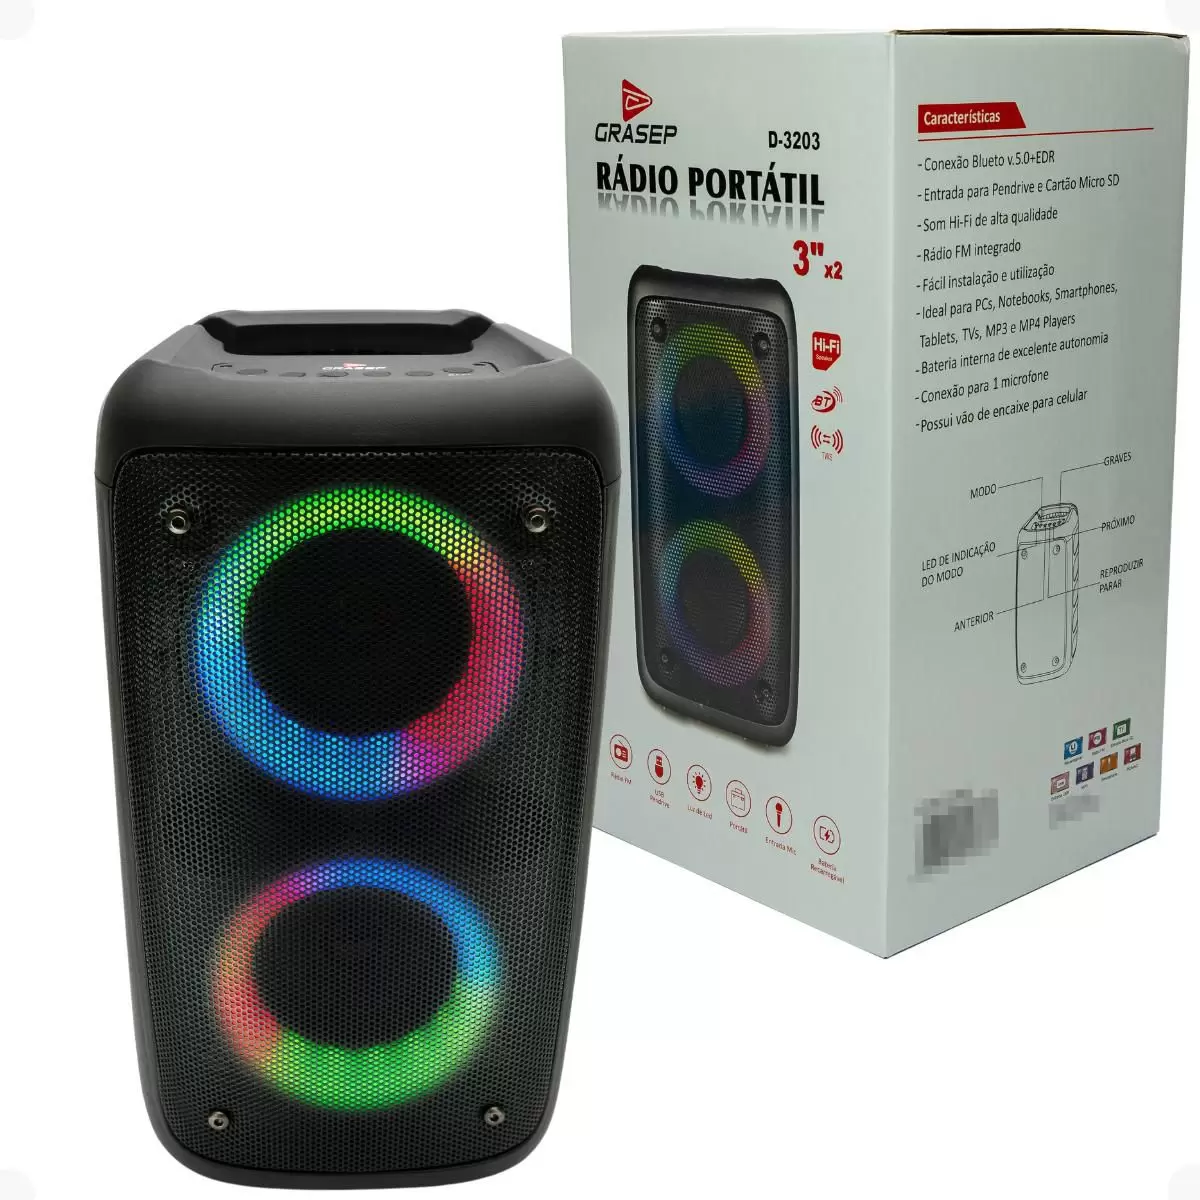 GRASEP
D-3203
RÁDIO PORTÁTIL
3" x2
Hi-Fi
Speaker
BT
TWS
Rádio FM
USB
Pendrive
Luz de Led
Portátil
Entrada Mic
Bateria
Recarregável
Características
-Conexão Blueto v.5.0+EDR
-Entrada para Pendrive e Cartão Micro SD
-Som Hi-Fi de alta qualidade
-Rádio FM integrado
-Fácil instalação e utilização
-Ideal para PCs, Notebooks, Smartphones,
Tablets, TVs, MP3 e MP4 Players
-Bateria interna de excelente autonomia
-Conexão para 1 microfone
-Possui vão de encaixe para celular
GRAVES
MODO
PRÓXIMO
LED DE INDICAÇÃO
DO MODO
REPRODUZIR
PARAR
ANTERIOR
GRASEP